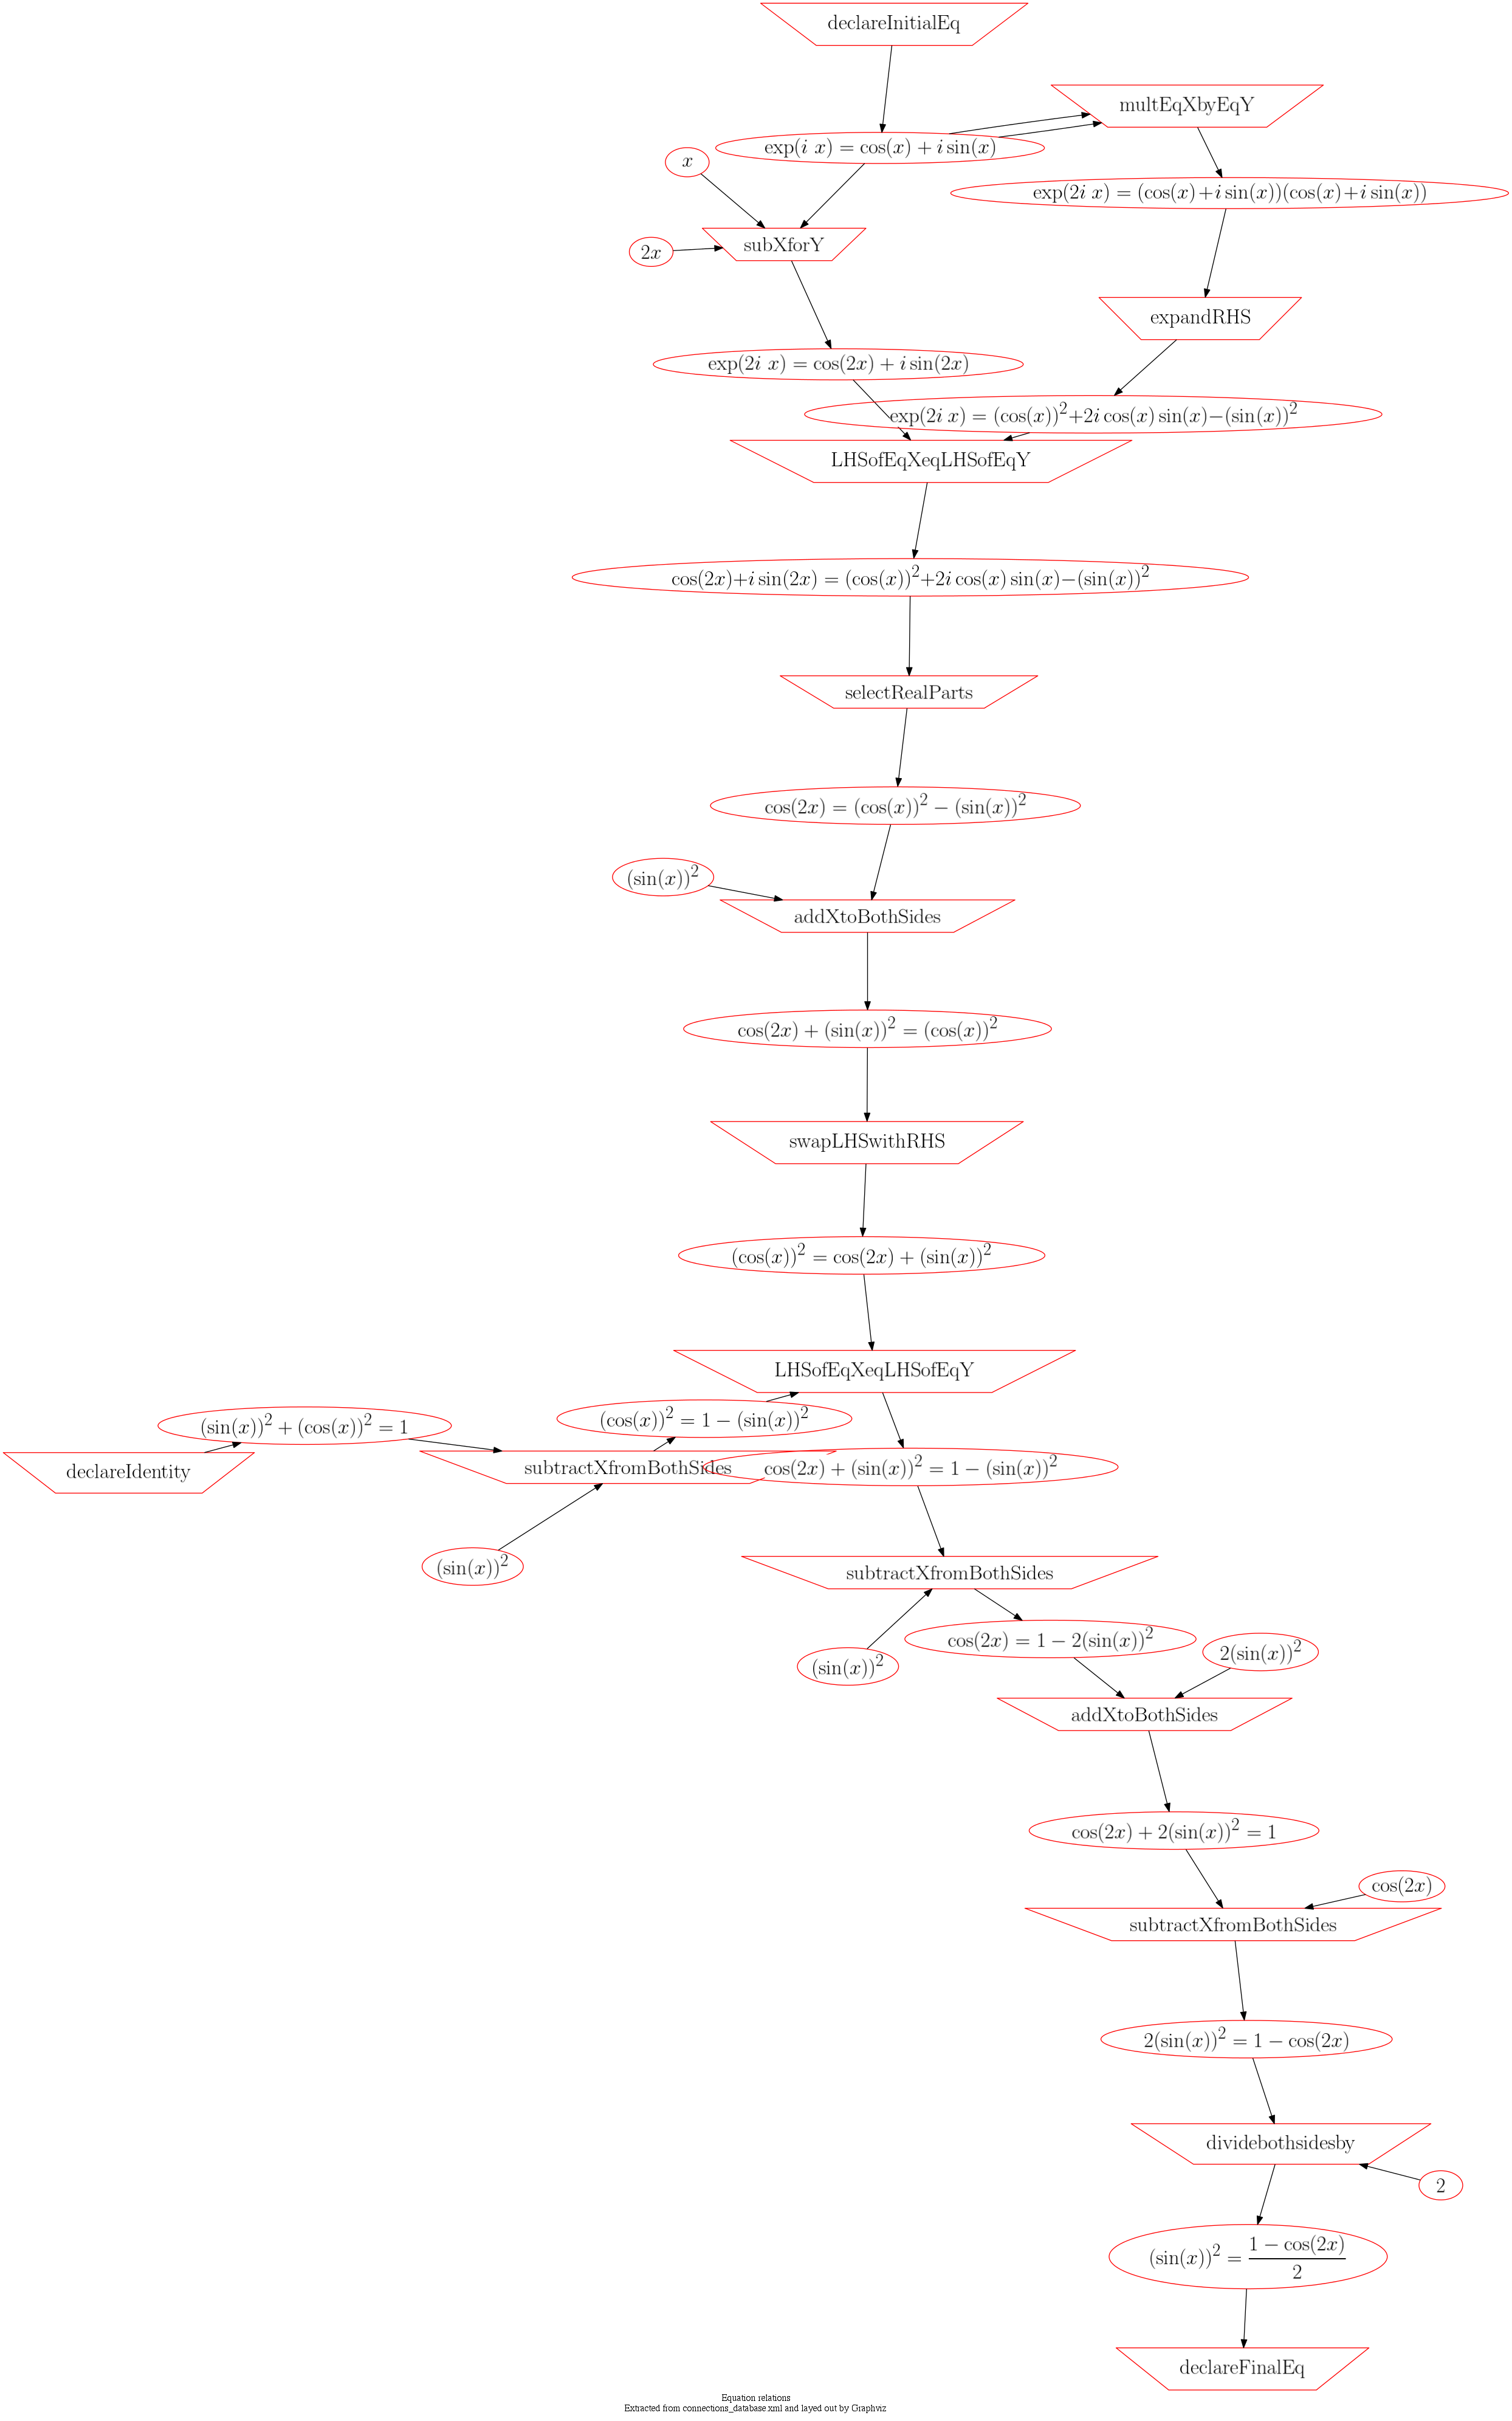 declareInitialEq
multEqXbyEqY
exp(i x) = cos(x) + i sin(x)
x
exp(2i x) = (cos(x)+i sin(x))(cos(x)+i sin(x))
subXforY
2x
expandRHS
exp(2i x) = cos(2x) + i sin(2x)
exp(2i x) = (cos(x))^2+2i cos(x) sin(x)−(sin(x))^2
LHSofEqXeqLHSofEqY
cos(2x)+i sin(2x) = (cos(x))^2+2i cos(x) sin(x)−(sin(x))^2
selectRealParts
cos(2x) = (cos(x))^2 − (sin(x))^2
(sin(x))^2
addXtoBothSides
cos(2x) + (sin(x))^2 = (cos(x))^2
swapLHSwithRHS
(cos(x))^2 = cos(2x) + (sin(x))^2
LHSofEqXeqLHSofEqY
(sin(x))^2 + (cos(x))^2 = 1
(cos(x))^2 = 1 − (sin(x))^2
declareIdentity
subtractXfromBothSides
cos(2x) + (sin(x))^2 = 1 − (sin(x))^2
(sin(x))^2
subtractXfromBothSides
cos(2x) = 1 − 2(sin(x))^2
2(sin(x))^2
(sin(x))^2
addXtoBothSides
cos(2x) + 2(sin(x))^2 = 1
cos(2x)
subtractXfromBothSides
2(sin(x))^2 = 1 − cos(2x)
dividebothsidesby
2
(sin(x))^2 = \frac{1 − cos(2x)}{2}
declareFinalEq
Equation relations
Extracted from connections_database.xml and layed out by Graphviz